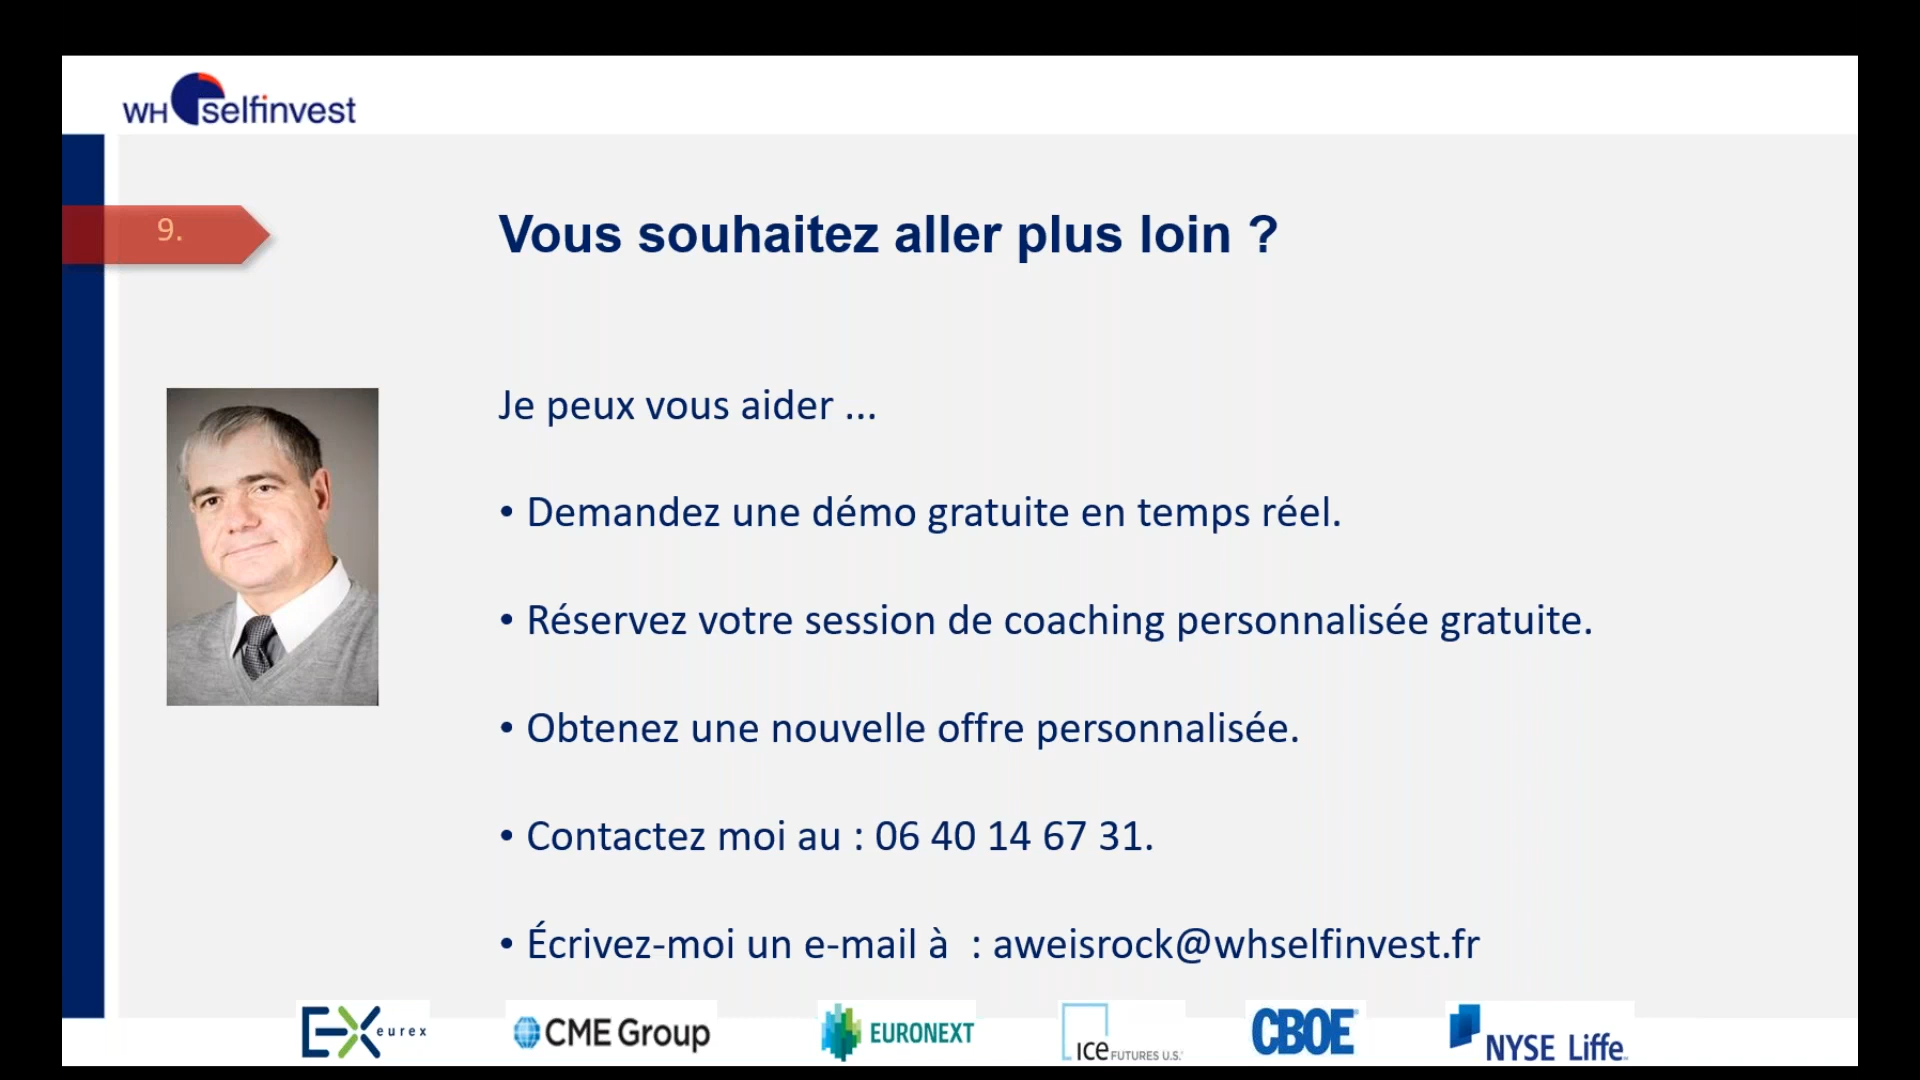 WH selfinvest
9.
Vous souhaitez aller plus loin ?
Je peux vous aider ...
• Demandez une démo gratuite en temps réel.
• Réservez votre session de coaching personnalisée gratuite.
• Obtenez une nouvelle offre personnalisée.
• Contactez moi au : 06 40 14 67 31.
• Écrivez-moi un e-mail à  : aweisrock@whselfinvest.fr
EX eurex
CME Group
EURONEXT
ICE FUTURES U.S.
CBOE
NYSE Liffe